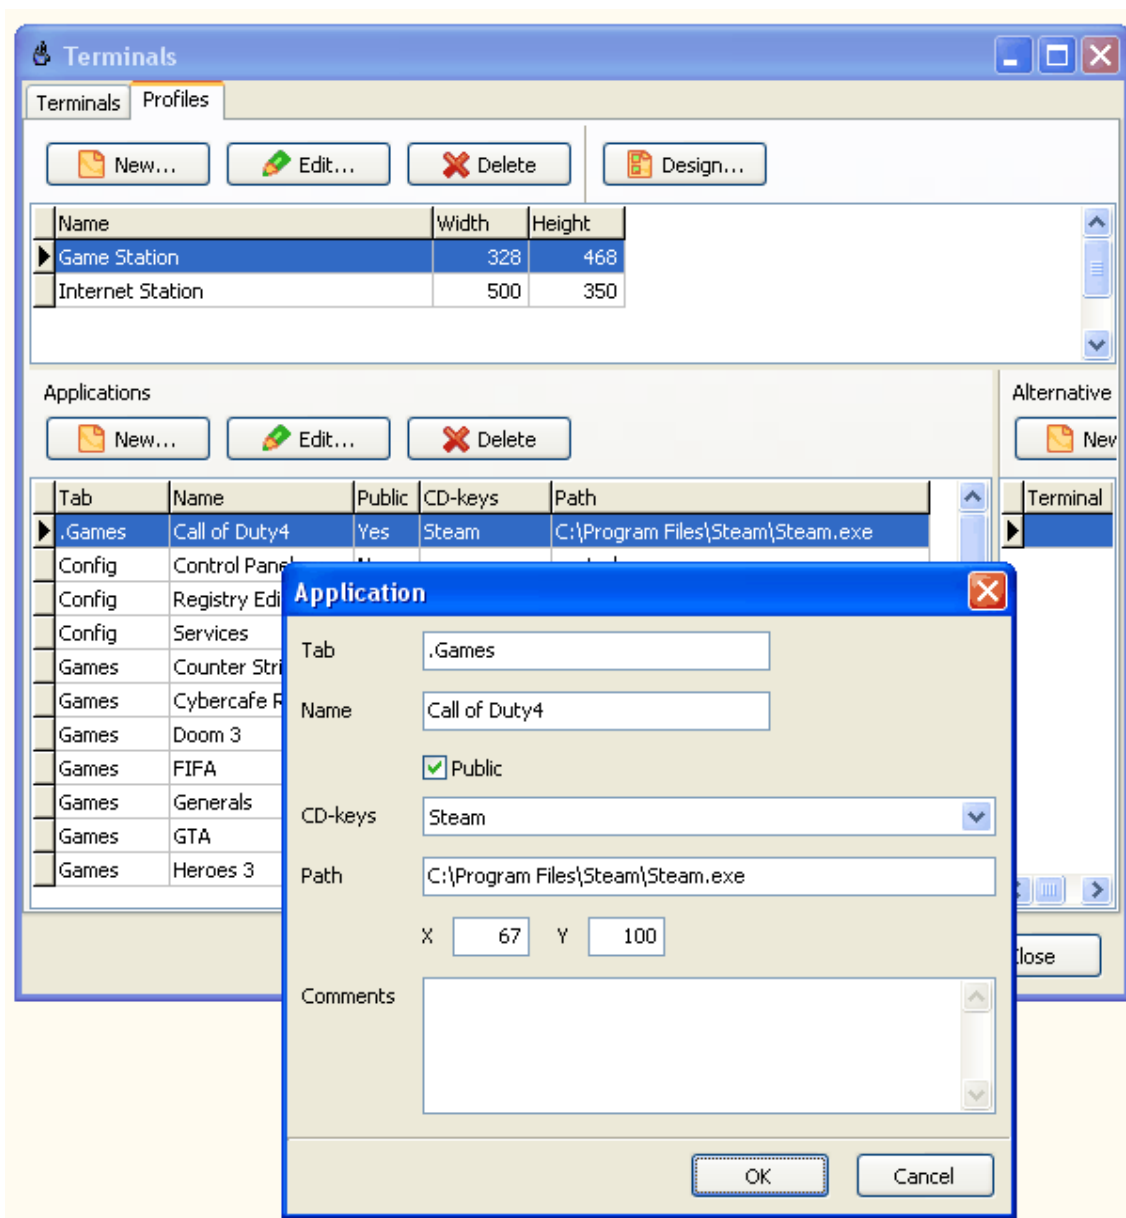 Terminals
Terminals Profiles
New... Edit... Delete Design...
Name Width Height
Game Station 328 468
Internet Station 500 350
Applications Alternative
New... Edit... Delete
Tab Name Public CD-keys Path Terminal
.Games Call of Duty4 Yes Steam C:\Program Files\Steam\Steam.exe
Config Control Panel
Config
Registry
Config Services
Games Counter
Games Cybercafe
Games Doom 3
Games FIFA
Games Generals
Games GTA
Games Heroes 3
Close
Application
Tab .Games
Name Call of Duty4
Public
CD-keys Steam
Path C:\Program Files\Steam\Steam.exe
X 67 Y 100
Comments
OK Cancel